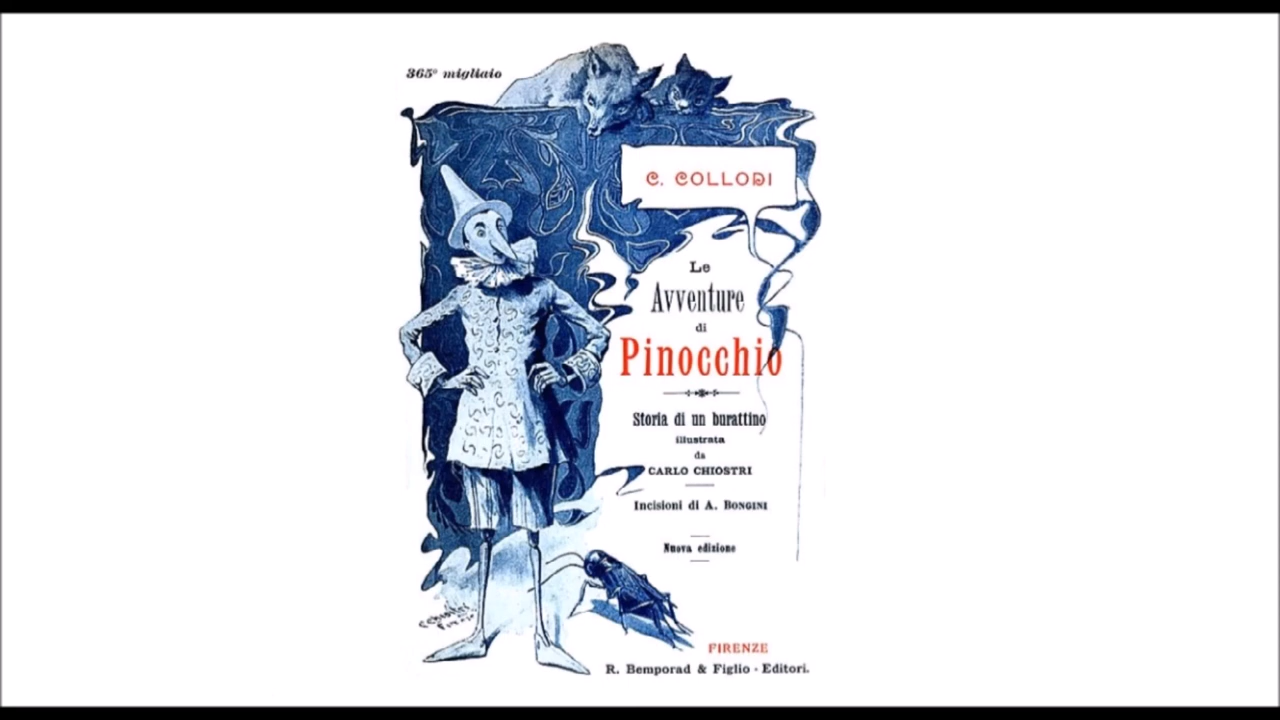 365º migliaio
C. COLLODI
Le
Avventure
di
Pinocchio
Storia di un burattino
illustrata
da
CARLO CHIOSTRI
Incisioni di A. BONGINI
Nuova edizione
FIRENZE
R. Bemporad & Figlio - Editori.